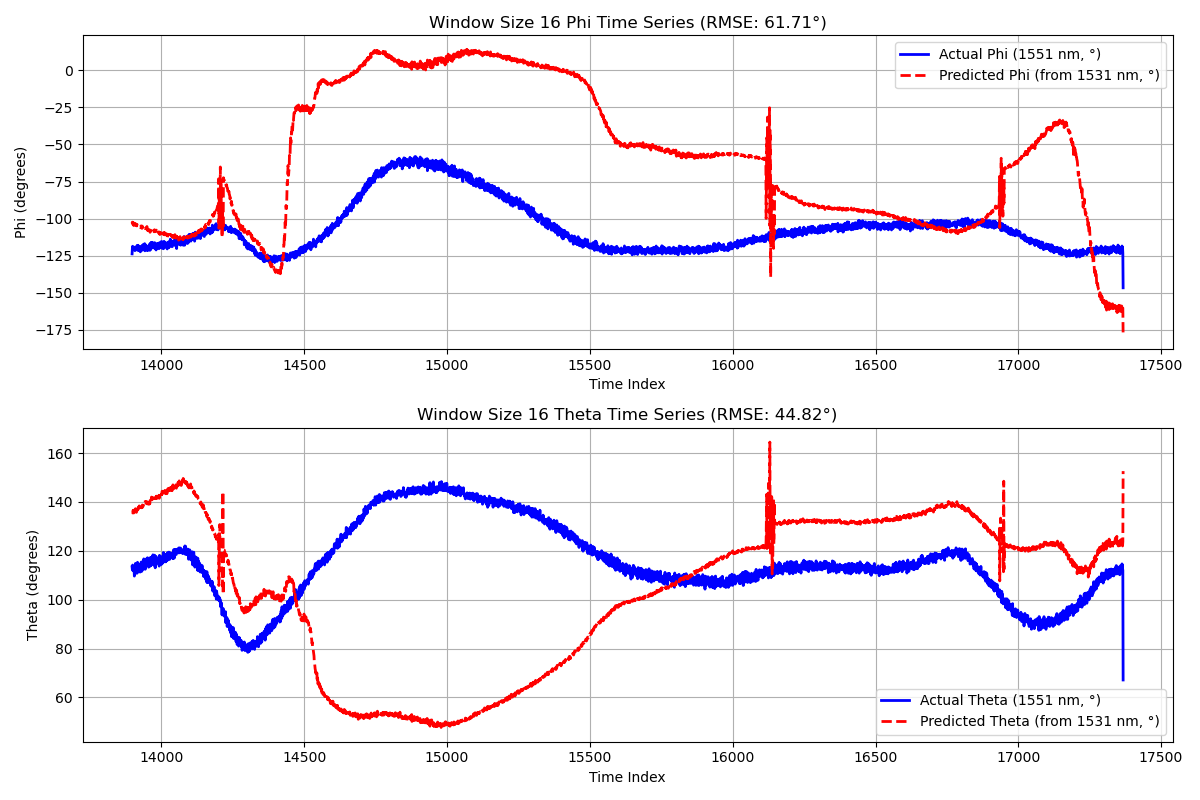 Window Size 16 Phi Time Series (RMSE: 61.71°)
Actual Phi (1551 nm, °)
Predicted Phi (from 1531 nm, °)
Phi (degrees)
0
−25
−50
−75
−100
−125
−150
−175
14000 14500 15000 15500 16000 16500 17000 17500
Time Index
Window Size 16 Theta Time Series (RMSE: 44.82°)
Theta (degrees)
160
140
120
100
80
60
Actual Theta (1551 nm, °)
Predicted Theta (from 1531 nm, °)
14000 14500 15000 15500 16000 16500 17000 17500
Time Index